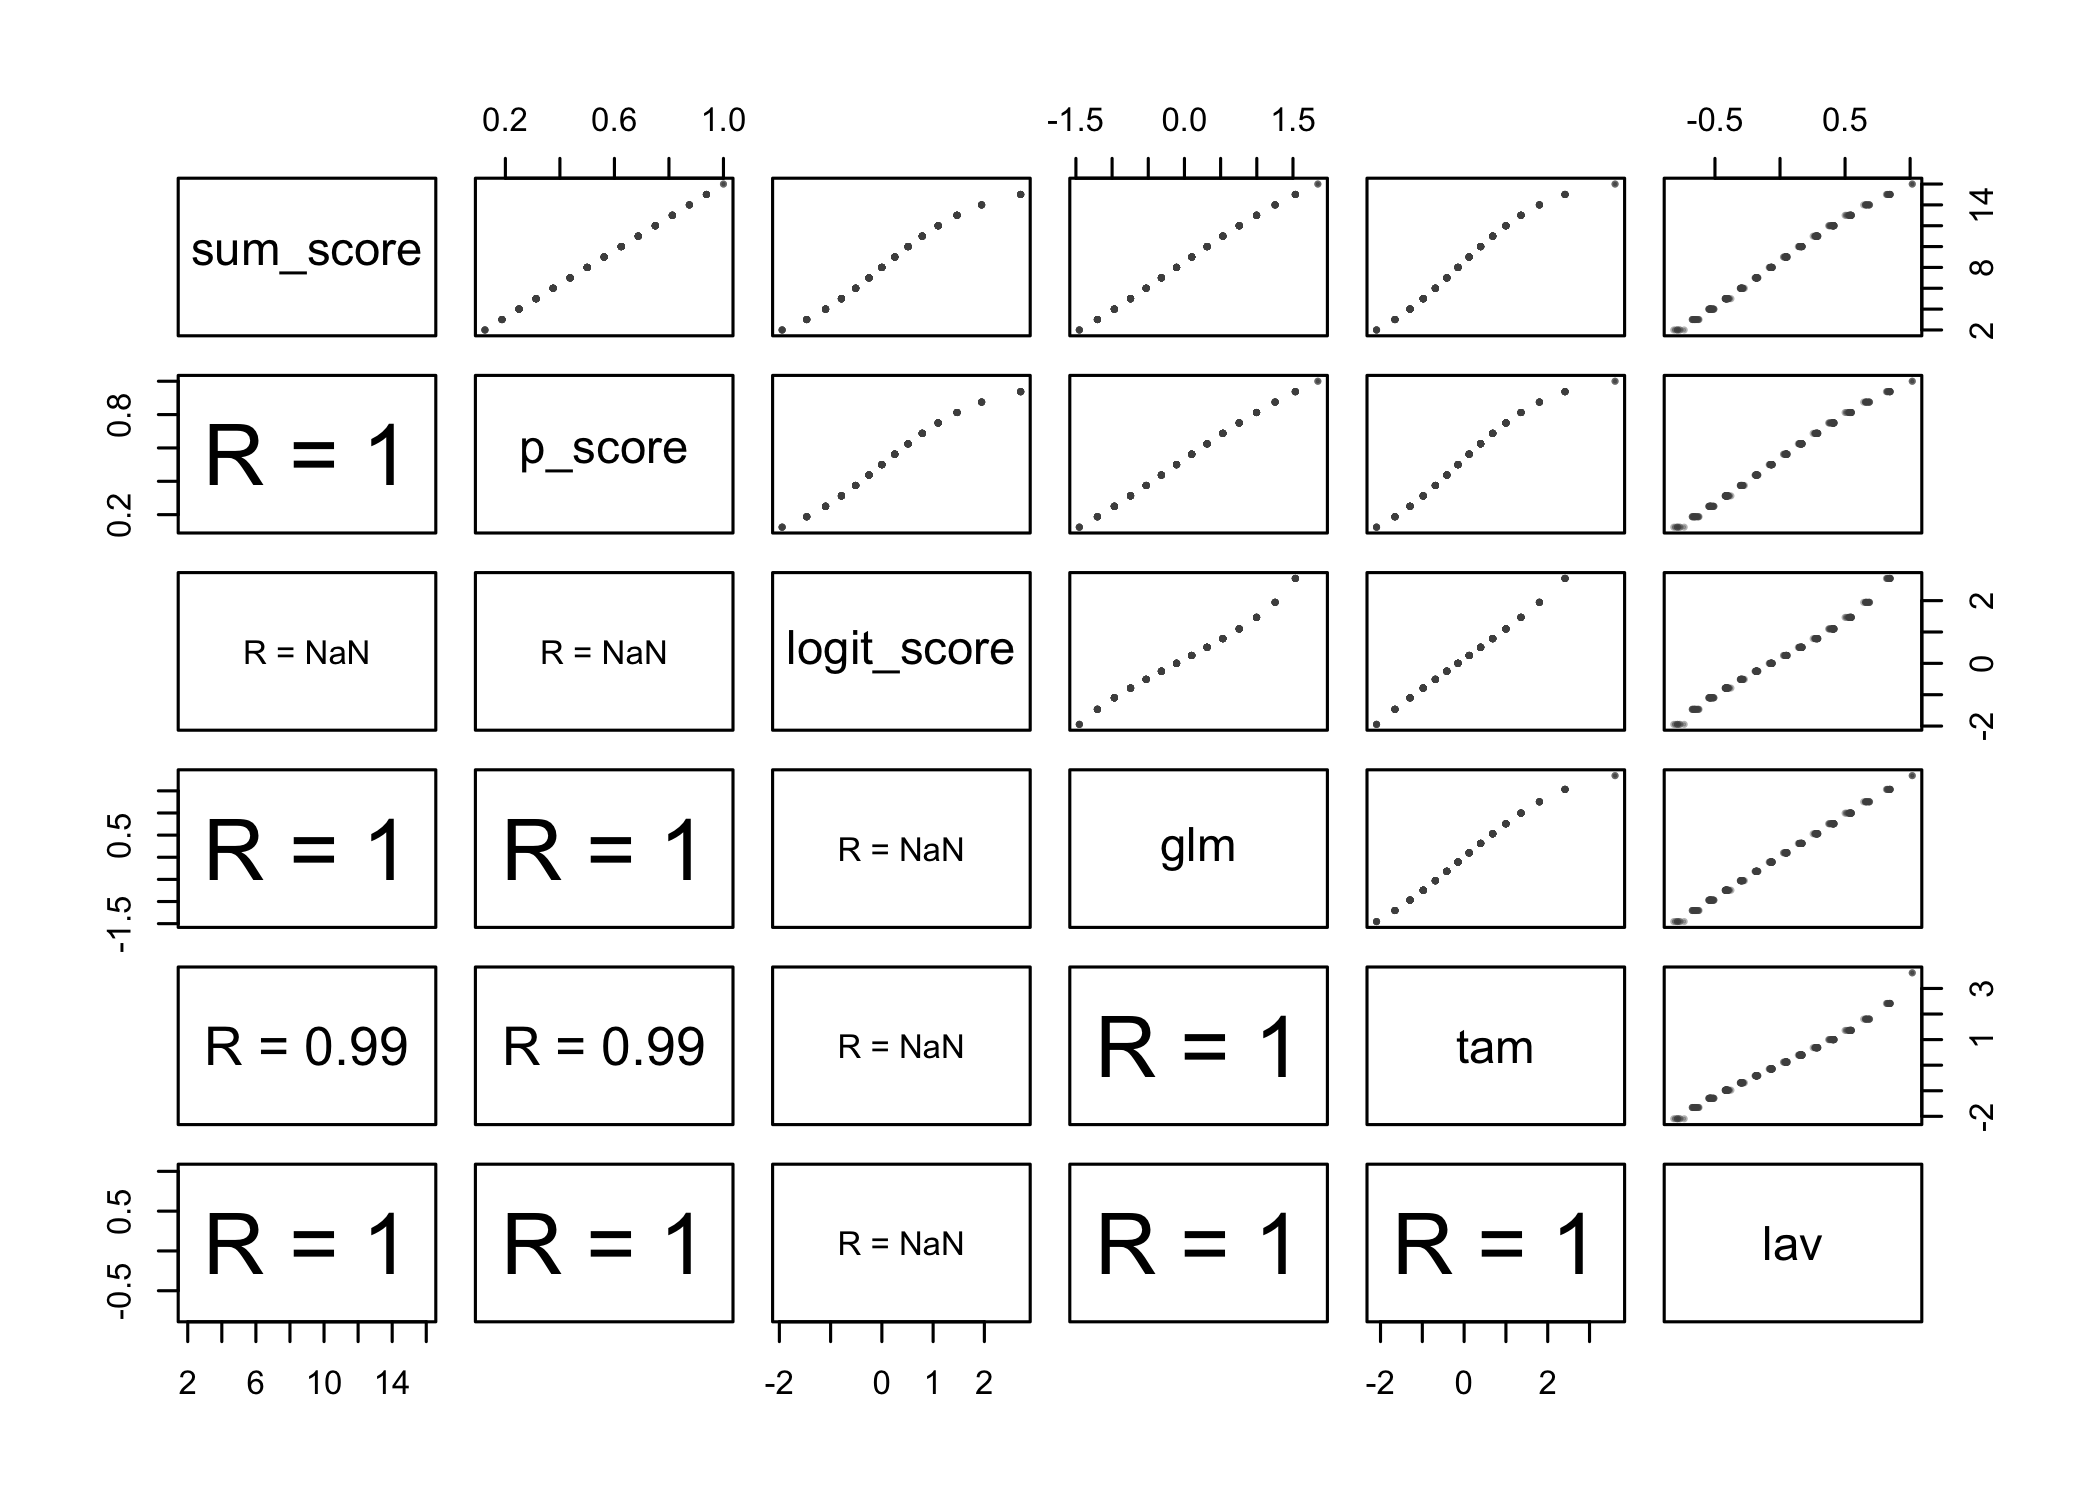 0.2 0.6 1.0 -1.5 0.0 1.5 -0.5 0.5
sum_score
2 8 14
0.2 0.8
R = 1 p_score
R = NaN R = NaN logit_score
-2 0 2
-1.5 0.5
R = 1 R = 1 R = NaN glm
R = 0.99 R = 0.99 R = NaN R = 1 tam
-2 1 3
-0.5 0.5
R = 1 R = 1 R = NaN R = 1 R = 1 lav
2 6 10 14 -2 0 1 2 -2 0 2